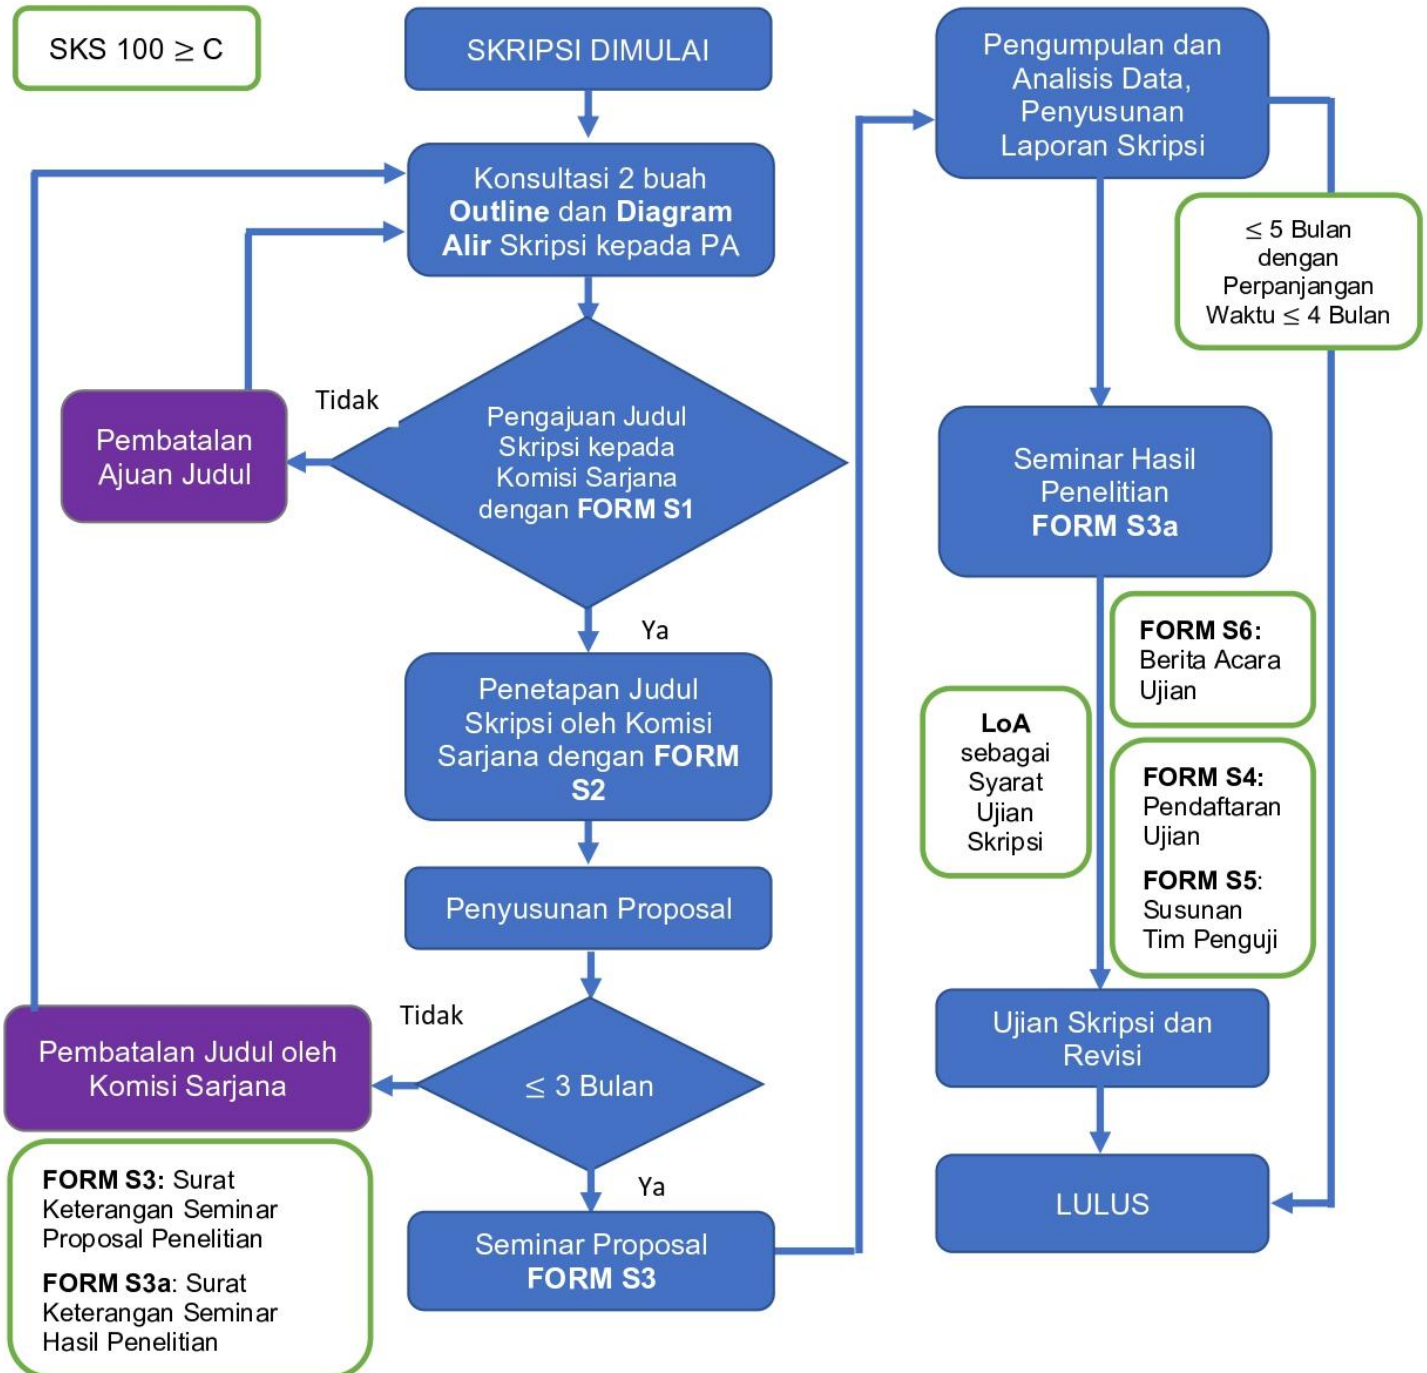 SKS 100 ≥ C
SKRIPSI DIMULAI
Konsultasi 2 buah
Outline dan Diagram
Alir Skripsi kepada PA
Tidak
Pembatalan
Ajuan Judul
Pengajuan Judul
Skripsi kepada
Komisi Sarjana
dengan FORM S1
Ya
Penetapan Judul
Skripsi oleh Komisi
Sarjana dengan FORM
S2
Penyusunan Proposal
Tidak
Pembatalan Judul oleh
Komisi Sarjana
≤ 3 Bulan
Ya
FORM S3: Surat
Keterangan Seminar
Proposal Penelitian
FORM S3a: Surat
Keterangan Seminar
Hasil Penelitian
Seminar Proposal
FORM S3
Pengumpulan dan
Analisis Data,
Penyusunan
Laporan Skripsi
≤ 5 Bulan
dengan
Perpanjangan
Waktu ≤ 4 Bulan
Seminar Hasil
Penelitian
FORM S3a
FORM S6:
Berita Acara
Ujian
LoA
sebagai
Syarat
Ujian
Skripsi
FORM S4:
Pendaftaran
Ujian
FORM S5:
Susunan
Tim Penguji
Ujian Skripsi dan
Revisi
LULUS